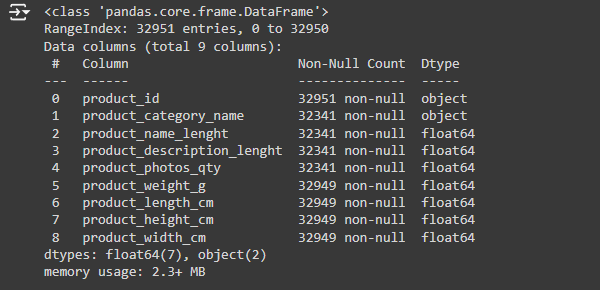 <class 'pandas.core.frame.DataFrame'>
RangeIndex: 32951 entries, 0 to 32950
Data columns (total 9 columns):
 #   Column                      Non-Null Count  Dtype
---  ------                      --------------  -----
 0   product_id                  32951 non-null  object
 1   product_category_name       32341 non-null  object
 2   product_name_lenght         32341 non-null  float64
 3   product_description_lenght  32341 non-null  float64
 4   product_photos_qty          32341 non-null  float64
 5   product_weight_g            32949 non-null  float64
 6   product_length_cm           32949 non-null  float64
 7   product_height_cm           32949 non-null  float64
 8   product_width_cm            32949 non-null  float64
dtypes: float64(7), object(2)
memory usage: 2.3+ MB